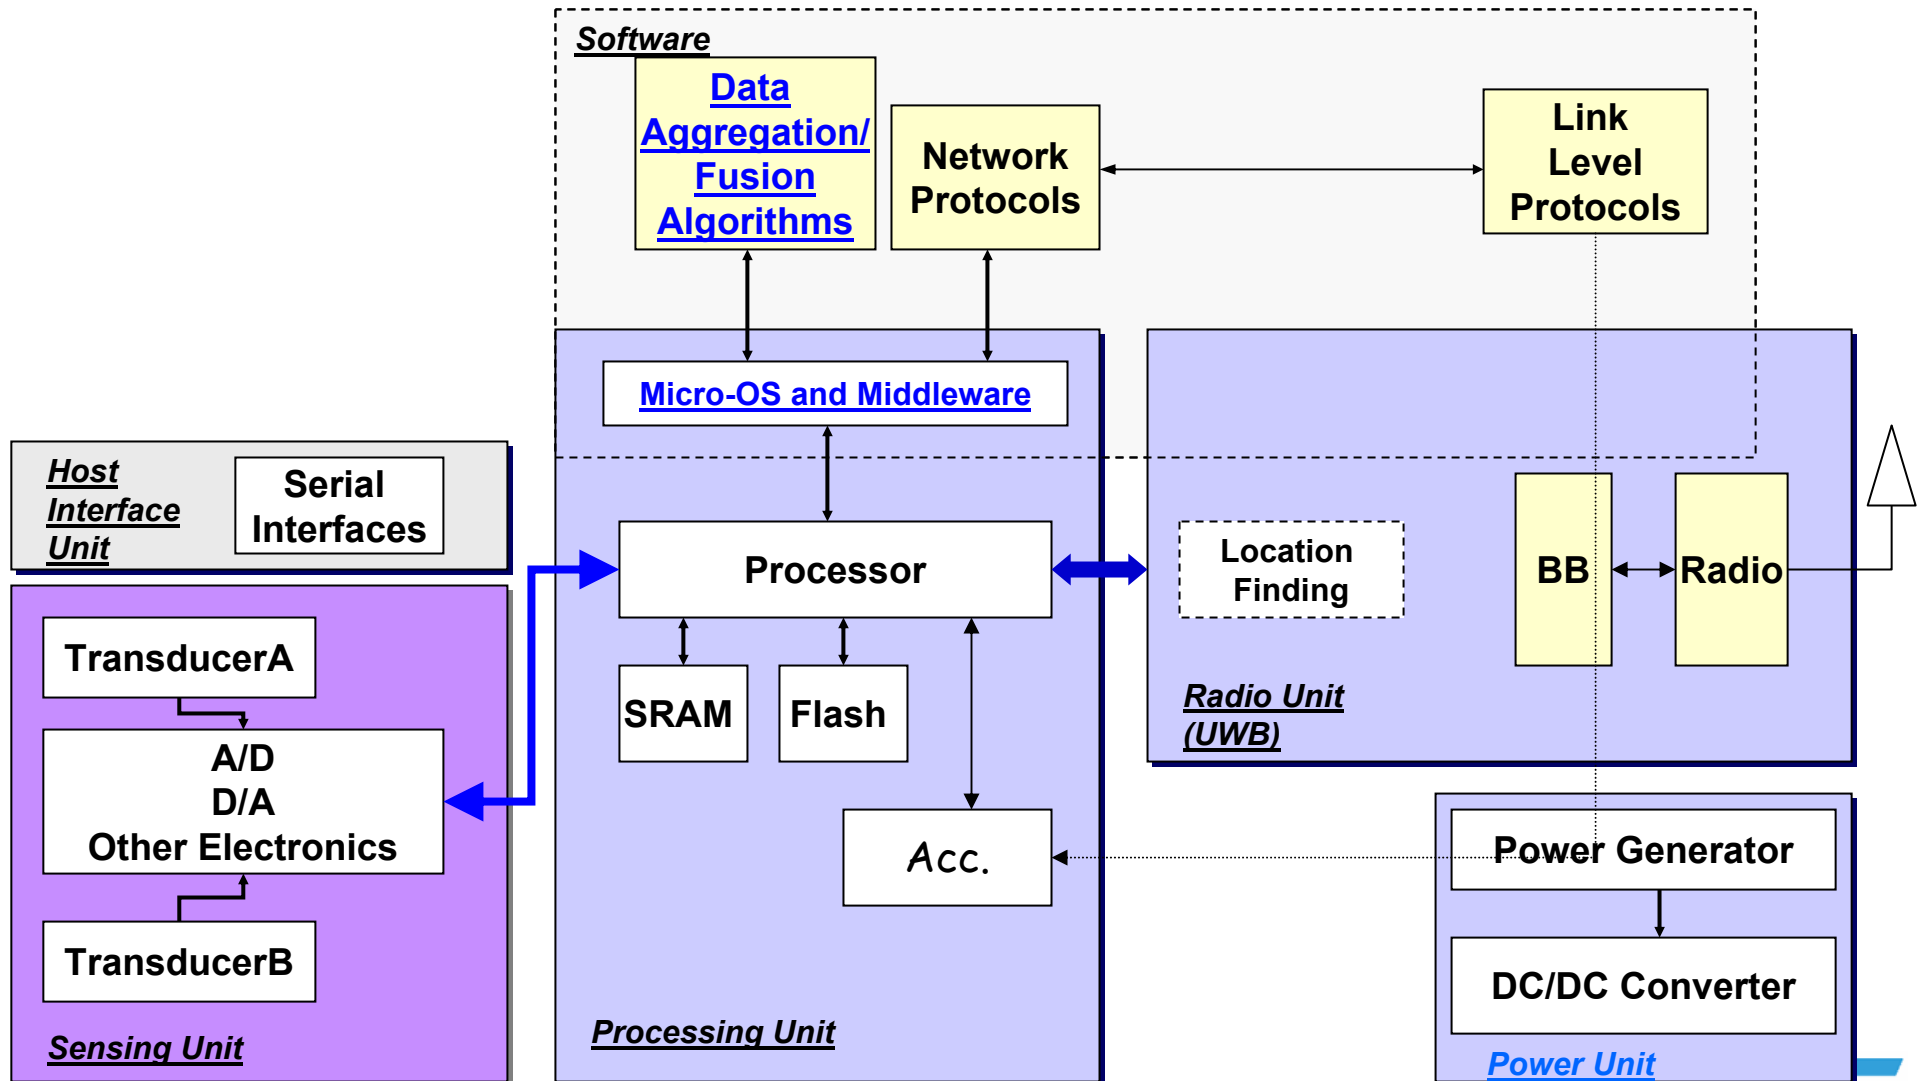 Software
Data
Aggregation/
Fusion
Algorithms
Network
Protocols
Link
Level
Protocols
Micro-OS and Middleware
Host
Interface
Unit
Serial
Interfaces
Processor
Location
Finding
BB
Radio
TransducerA
SRAM
Flash
Radio Unit
(UWB)
A/D
D/A
Other Electronics
Acc.
Power Generator
TransducerB
DC/DC Converter
Sensing Unit
Processing Unit
Power Unit